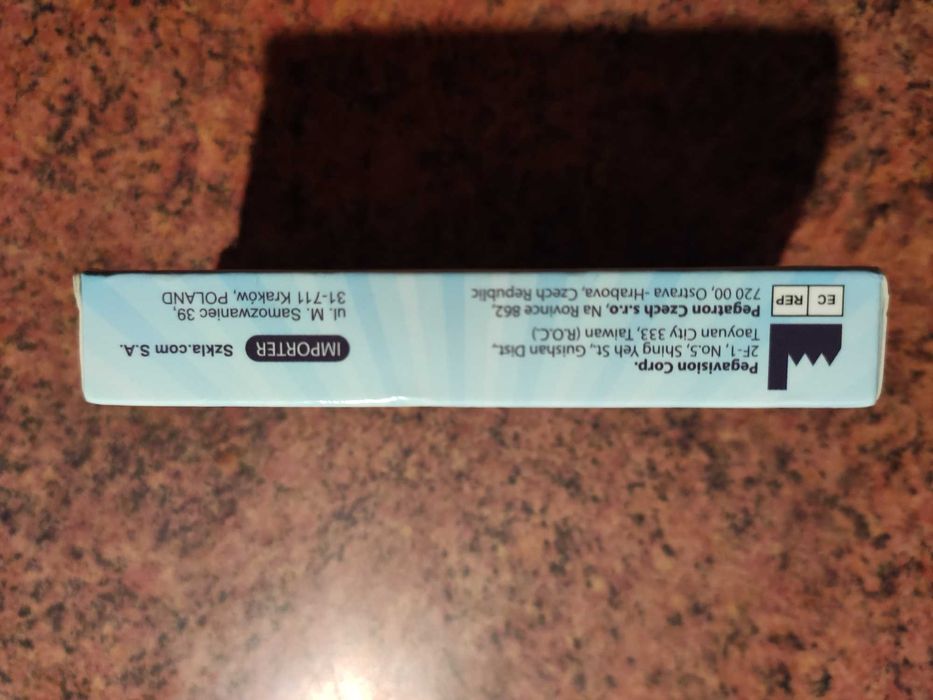 Pegavision Corp.
2F-1, No.5, Shing Yeh St., Guishan Dist.,
Taoyuan City 333, Taiwan (R.O.C.)
EC REP
Pegatron Czech s.r.o, Na Rovince 862,
720 00, Ostrava -Hrabova, Czech Republic
IMPORTER Szkla.com S.A.
ul. M. Samozwaniec 39,
31-711 Kraków, POLAND